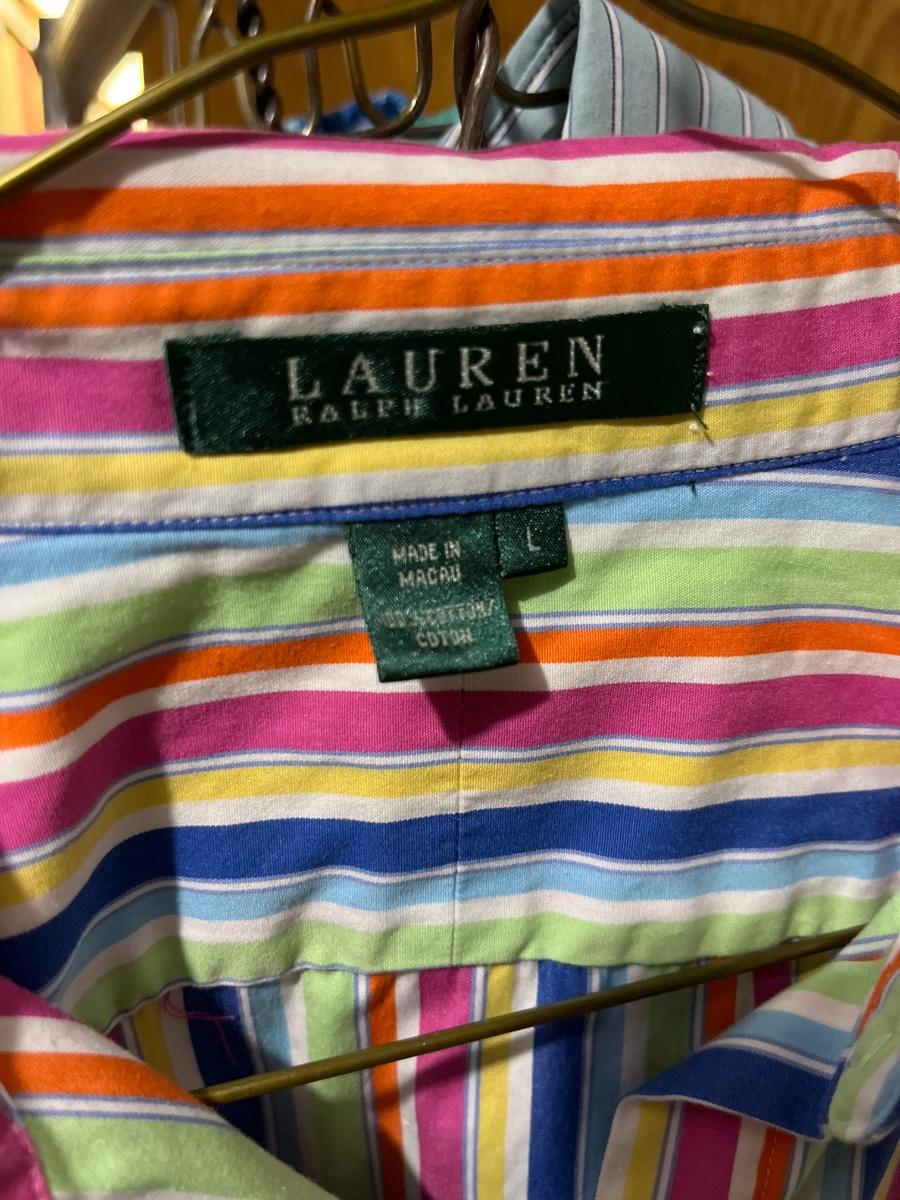 LAUREN
RALPH LAUREN
L
MADE IN
MACAU
100% COTTON/
COTON